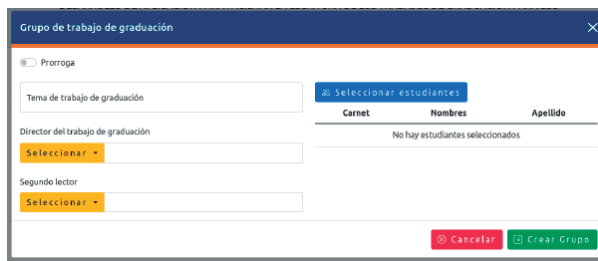 Grupo de trabajo de graduación
Prorroga
Tema de trabajo de graduación
Director del trabajo de graduación
Seleccionar
Segundo lector
Seleccionar
Seleccionar estudiantes
Carnet Nombres Apellido
No hay estudiantes seleccionados
Cancelar Crear Grupo